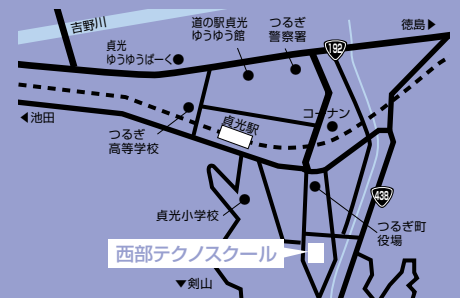 吉野川
道の駅貞光
ゆうゆう館
つるぎ
警察署
徳島▶
貞光
ゆうゆうぱーく
192
◀池田
つるぎ
高等学校
貞光駅
コーナン
貞光小学校
438
つるぎ町
役場
西部テクノスクール
▼剣山